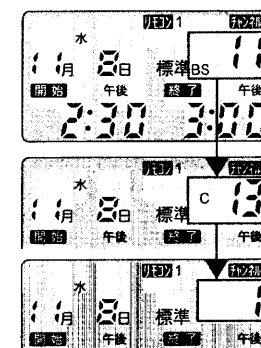 リモコン1 チャンネル
水
11月 8日 標準 BS 11
開始 午後 終了 午後
2:30 3:00
リモコン1 チャンネル
水
11月 8日 標準 C 13
開始 午後 終了 午後
リモコン1 チャンネル
水
11月 8日 標準 1
開始 午後 終了 午後